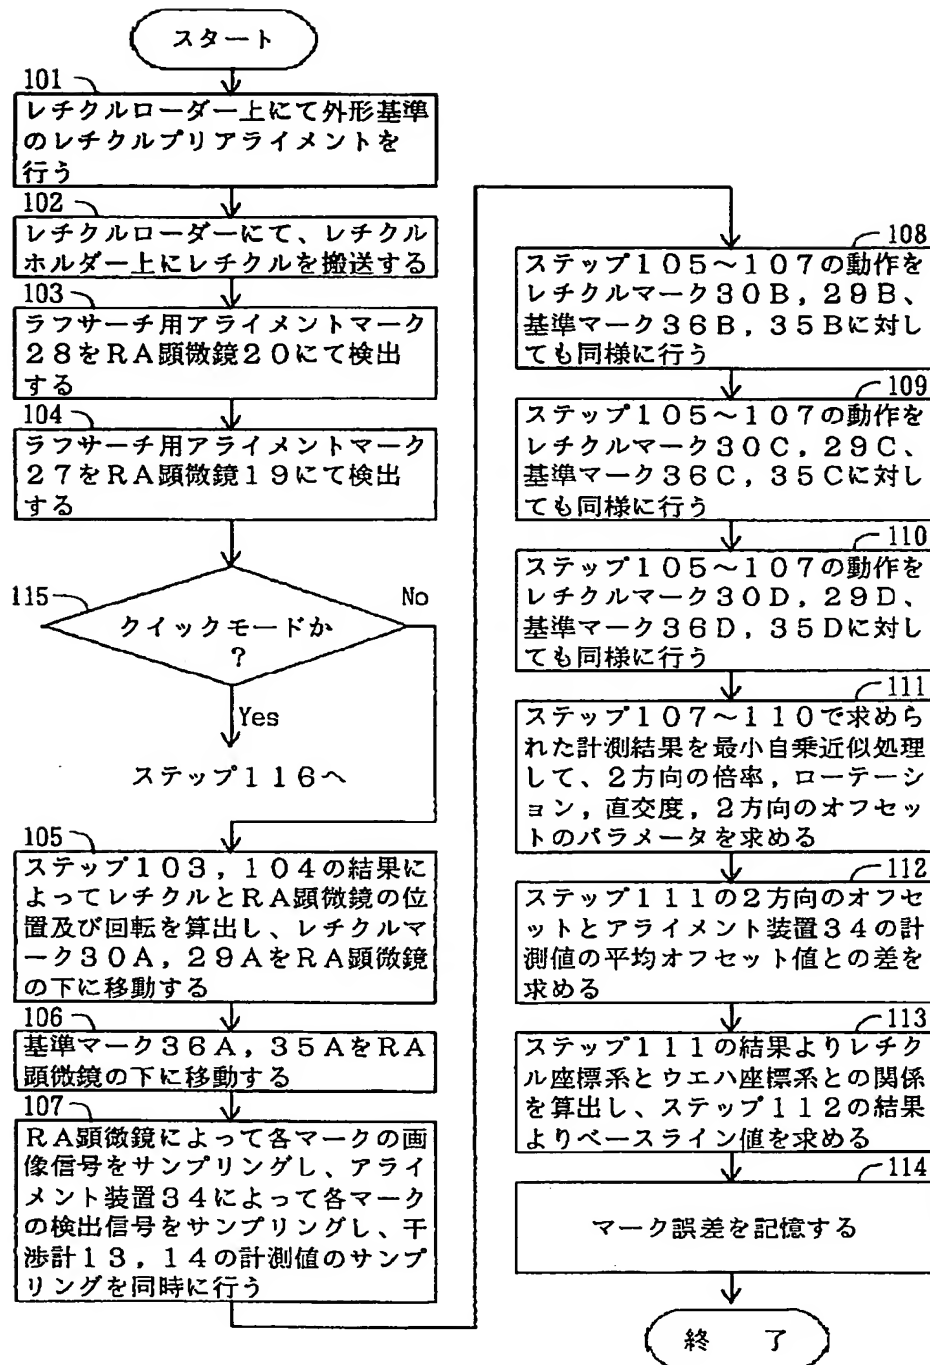 スタート
101
レチクルローダー上にて外形基準
のレチクルプリアライメントを
行う
102
レチクルローダーにて、レチクル
ホルダー上にレチクルを搬送する
103
ラフサーチ用アライメントマーク
28をRA顕微鏡20にて検出
する
104
ラフサーチ用アライメントマーク
27をRA顕微鏡19にて検出
する
115
クイックモードか
?
No
Yes
ステップ116へ
105
ステップ103,104の結果に
よってレチクルとRA顕微鏡の位
置及び回転を算出し、レチクルマ
ーク30A,29AをRA顕微鏡
の下に移動する
106
基準マーク36A,35AをRA
顕微鏡の下に移動する
107
RA顕微鏡によって各マークの画
像信号をサンプリングし、アライ
メント装置34によって各マーク
の検出信号をサンプリングし、干
渉計13,14の計測値のサンプ
リングを同時に行う
108
ステップ105~107の動作を
レチクルマーク30B,29B、
基準マーク36B,35Bに対し
ても同様に行う
109
ステップ105~107の動作を
レチクルマーク30C,29C、
基準マーク36C,35Cに対し
ても同様に行う
110
ステップ105~107の動作を
レチクルマーク30D,29D、
基準マーク36D,35Dに対し
ても同様に行う
111
ステップ107~110で求めら
れた計測結果を最小自乗近似処理
して、2方向の倍率,ローテーシ
ョン,直交度,2方向のオフセッ
トのパラメータを求める
112
ステップ111の2方向のオフセ
ットとアライメント装置34の計
測値の平均オフセット値との差を
求める
113
ステップ111の結果よりレチク
ル座標系とウエハ座標系との関係
を算出し、ステップ112の結果
よりベースライン値を求める
114
マーク誤差を記憶する
終 了